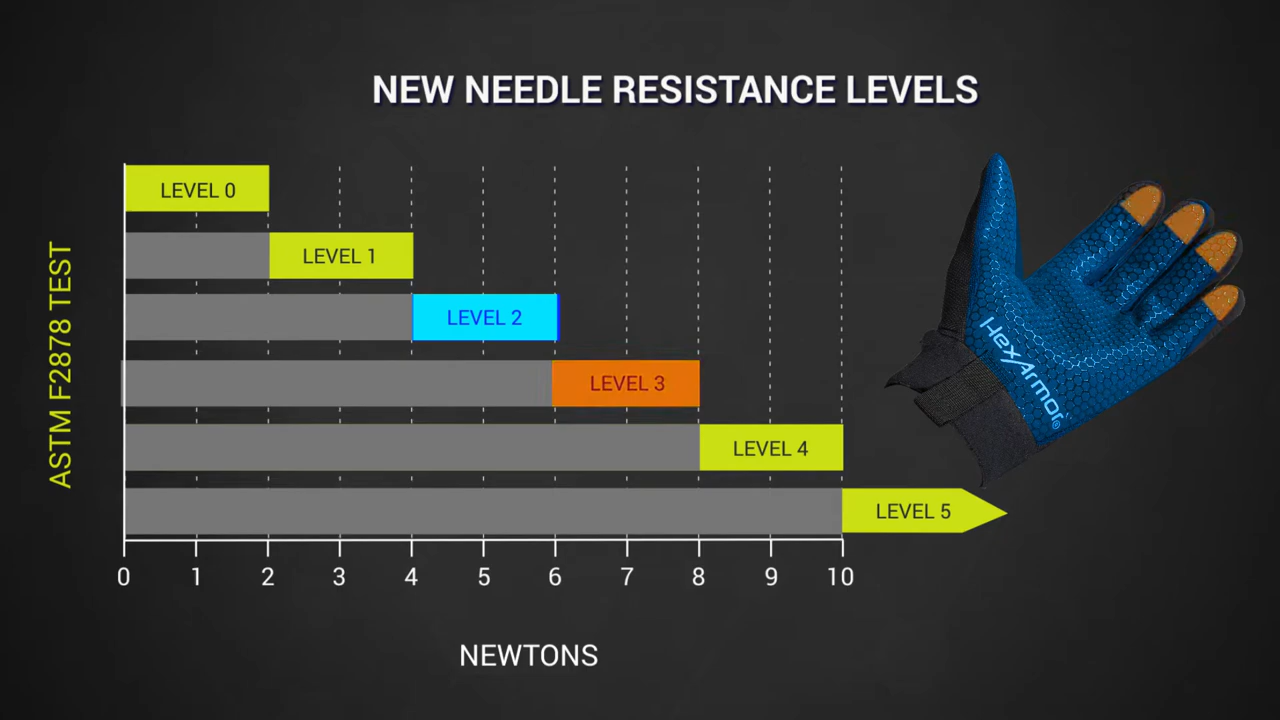 NEW NEEDLE RESISTANCE LEVELS
ASTM F2878 TEST
LEVEL 0
LEVEL 1
LEVEL 2
LEVEL 3
LEVEL 4
LEVEL 5
0 1 2 3 4 5 6 7 8 9 10
NEWTONS
HexArmor®